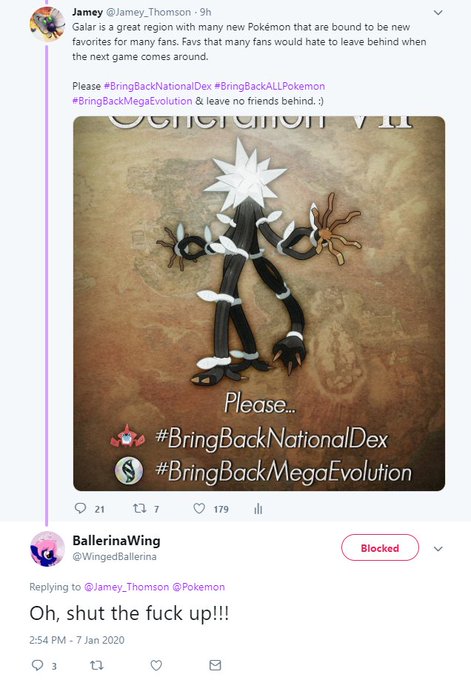 Jamey @Jamey_Thomson · 9h
Galar is a great region with many new Pokémon that are bound to be new
favorites for many fans. Favs that many fans would hate to leave behind when
the next game comes around.
Please #BringBackNationalDex #BringBackALLPokemon
#BringBackMegaEvolution & leave no friends behind. :)
Generation VII
Please...
#BringBackNationalDex
#BringBackMegaEvolution
21 7 179
BallerinaWing
@WingedBallerina
Blocked
Replying to @Jamey_Thomson @Pokemon
Oh, shut the fuck up!!!
2:54 PM - 7 Jan 2020
3